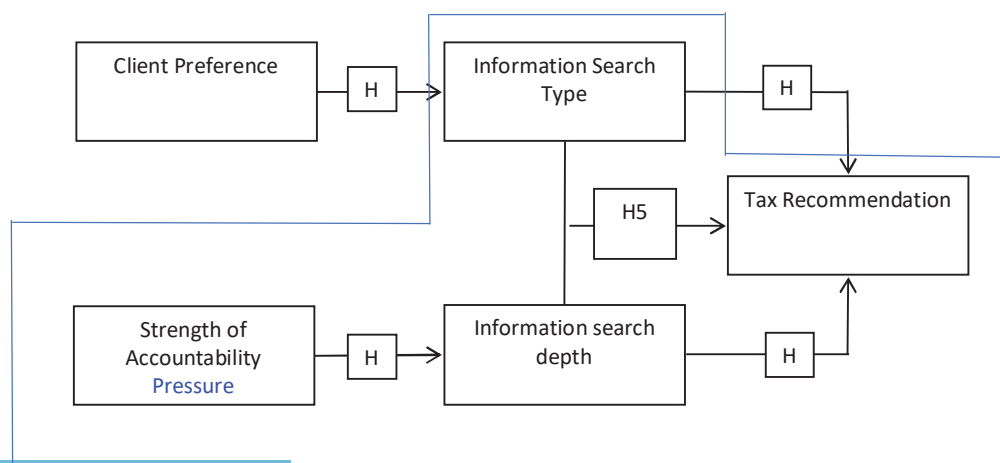 Client Preference
H
Information Search
Type
H
H5
Tax Recommendation
Strength of
Accountability
Pressure
H
Information search
depth
H